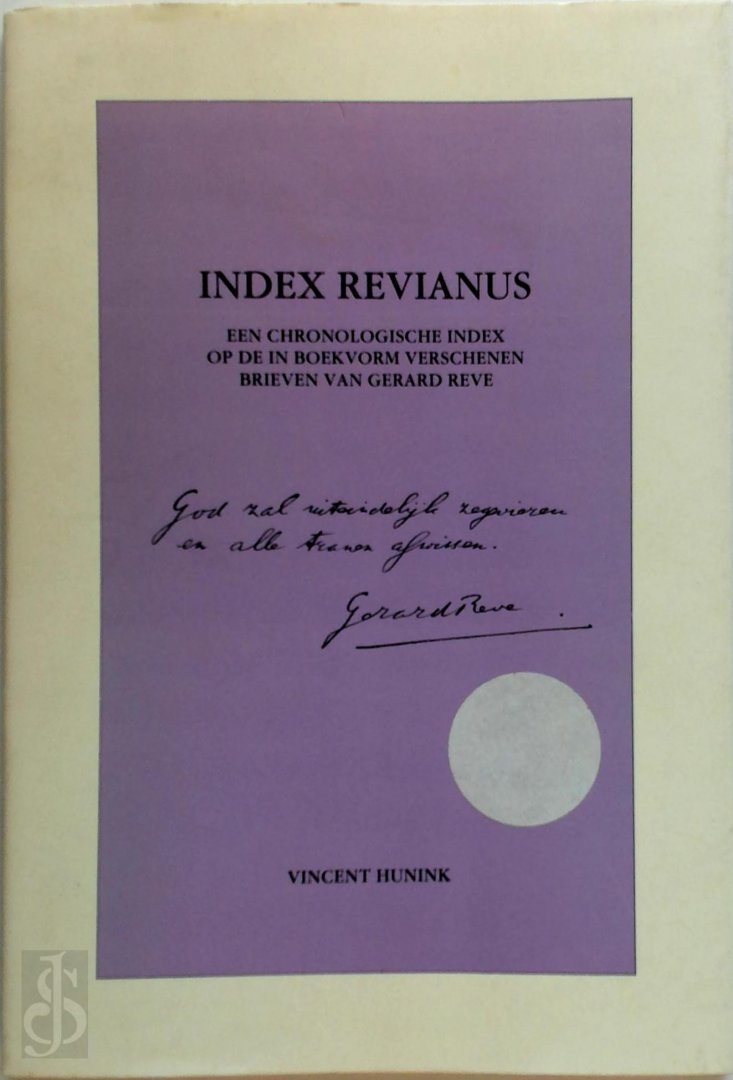 INDEX REVIANUS
EEN CHRONOLOGISCHE INDEX
OP DE IN BOEKVORM VERSCHENEN
BRIEVEN VAN GERARD REVE
God zal uiteindelijk zegevieren
en alle tranen afwissen.
Gerard Reve.
VINCENT HUNINK
JS